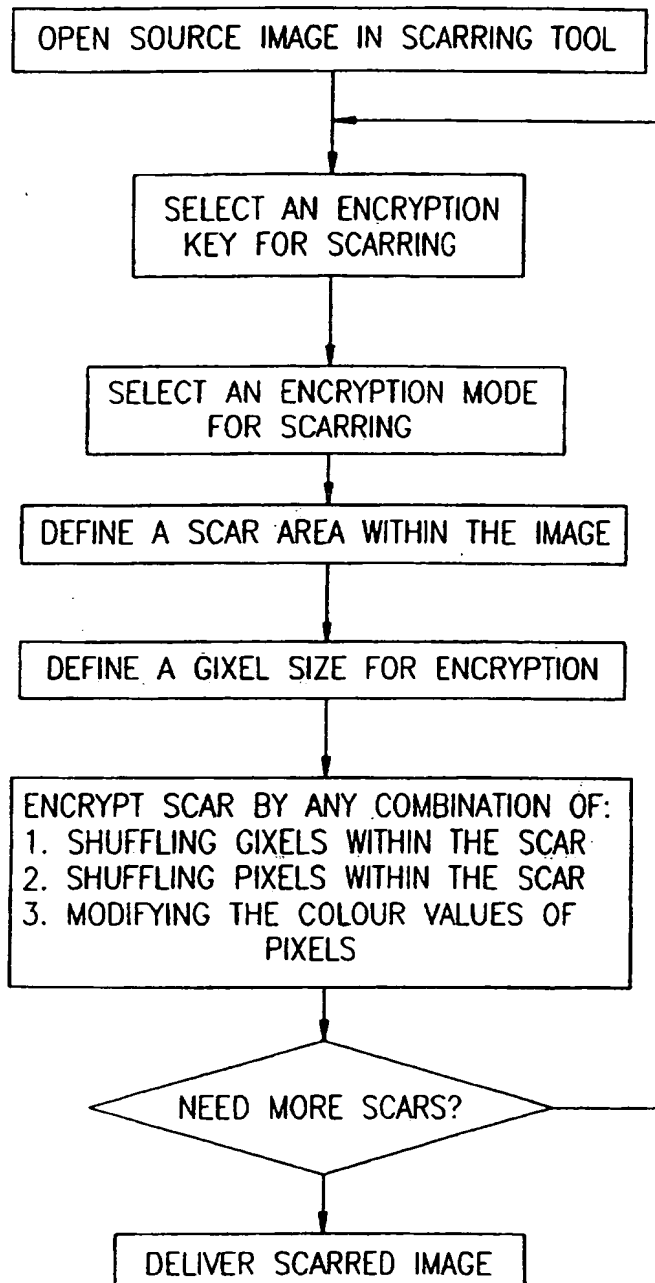 OPEN SOURCE IMAGE IN SCARRING TOOL
SELECT AN ENCRYPTION
KEY FOR SCARRING
SELECT AN ENCRYPTION MODE
FOR SCARRING
DEFINE A SCAR AREA WITHIN THE IMAGE
DEFINE A GIXEL SIZE FOR ENCRYPTION
ENCRYPT SCAR BY ANY COMBINATION OF:
1. SHUFFLING GIXELS WITHIN THE SCAR
2. SHUFFLING PIXELS WITHIN THE SCAR
3. MODIFYING THE COLOUR VALUES OF
PIXELS
NEED MORE SCARS?
DELIVER SCARRED IMAGE